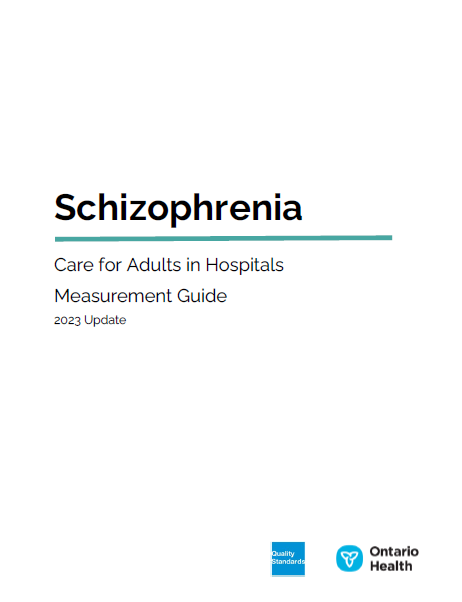 Schizophrenia
Care for Adults in Hospitals
Measurement Guide
2023 Update
Quality
Standards
Ontario
Health